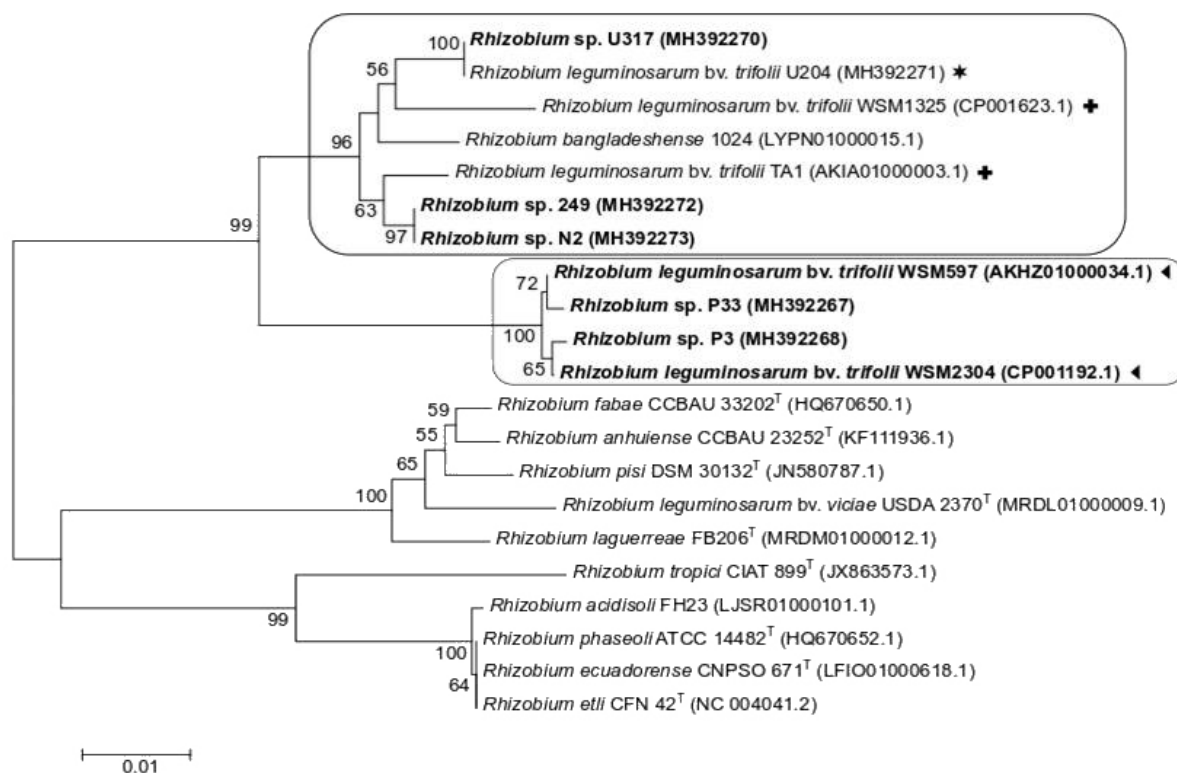 100
Rhizobium sp. U317 (MH392270)
Rhizobium leguminosarum bv. trifolii U204 (MH392271)
56
Rhizobium leguminosarum bv. trifolii WSM1325 (CP001623.1)
96
Rhizobium bangladeshense 1024 (LYPN01000015.1)
Rhizobium leguminosarum bv. trifolii TA1 (AKIA01000003.1)
63
Rhizobium sp. 249 (MH392272)
99
97
Rhizobium sp. N2 (MH392273)
Rhizobium leguminosarum bv. trifolii WSM597 (AKHZ01000034.1)
72
Rhizobium sp. P33 (MH392267)
100
Rhizobium sp. P3 (MH392268)
65
Rhizobium leguminosarum bv. trifolii WSM2304 (CP001192.1)
59
Rhizobium fabae CCBAU 33202T (HQ670650.1)
55
Rhizobium anhuiense CCBAU 23252T (KF111936.1)
65
Rhizobium pisi DSM 30132T (JN580787.1)
100
Rhizobium leguminosarum bv. viciae USDA 2370T (MRDL01000009.1)
Rhizobium laguerreae FB206T (MRDM01000012.1)
Rhizobium tropici CIAT 899T (JX863573.1)
99
Rhizobium acidisoli FH23 (LJSR01000101.1)
Rhizobium phaseoli ATCC 14482T (HQ670652.1)
100
Rhizobium ecuadorense CNPSO 671T (LFIO01000618.1)
64
Rhizobium etli CFN 42T (NC 004041.2)
0.01